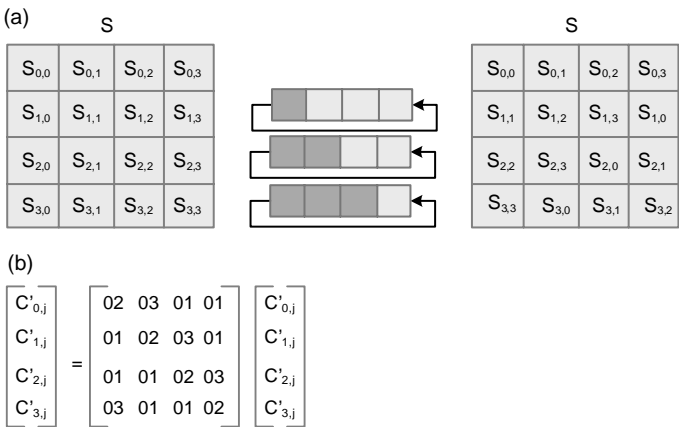 (a)
S S
S0,0 S0,1 S0,2 S0,3 S0,0 S0,1 S0,2 S0,3
S1,0 S1,1 S1,2 S1,3 S1,1 S1,2 S1,3 S1,0
S2,0 S2,1 S2,2 S2,3 S2,2 S2,3 S2,0 S2,1
S3,0 S3,1 S3,2 S3,3 S3,3 S3,0 S3,1 S3,2
(b)
C'0,j 02 03 01 01 C'0,j
C'1,j 01 02 03 01 C'1,j
=
C'2,j 01 01 02 03 C'2,j
C'3,j 03 01 01 02 C'3,j